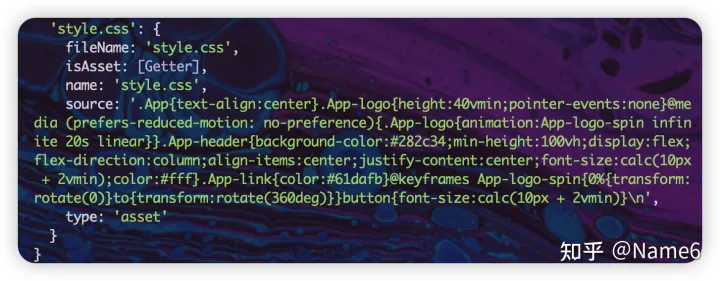 'style.css': {
fileName: 'style.css',
isAsset: [Getter],
name: 'style.css',
source: '.App{text-align:center}.App-logo{height:40vmin;pointer-events:none}@me
dia (prefers-reduced-motion: no-preference){.App-logo{animation:App-logo-spin infin
ite 20s linear}}.App-header{background-color:#282c34;min-height:100vh;display:flex;
flex-direction:column;align-items:center;justify-content:center;font-size:calc(10px
+ 2vmin);color:#fff}.App-link{color:#61dafb}@keyframes App-logo-spin{0%{transform:
rotate(0)}to{transform:rotate(360deg)}}button{font-size:calc(10px + 2vmin)}\n',
type: 'asset'
}
}
知乎 @Name6